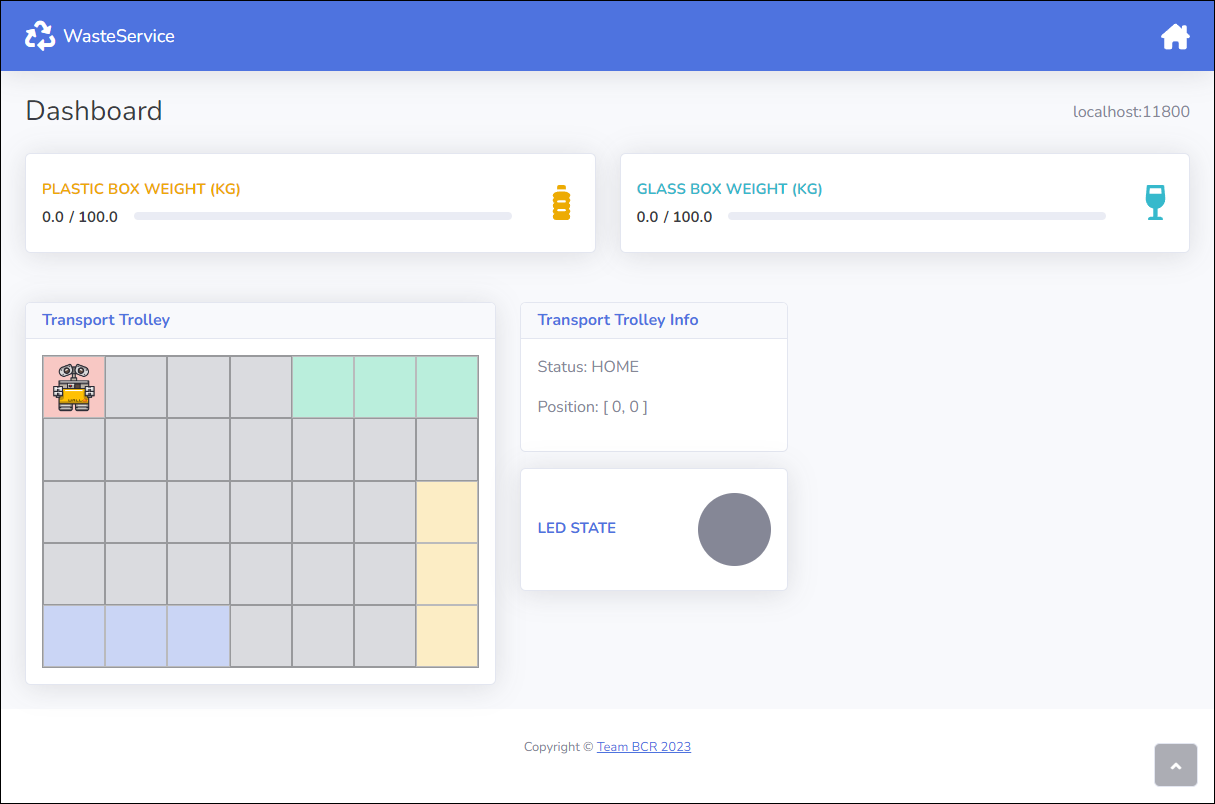 WasteService
Dashboard
localhost:11800
PLASTIC BOX WEIGHT (KG)
0.0 / 100.0
GLASS BOX WEIGHT (KG)
0.0 / 100.0
Transport Trolley
Transport Trolley Info
Status: HOME
Position: [ 0, 0 ]
LED STATE
Copyright © Team BCR 2023